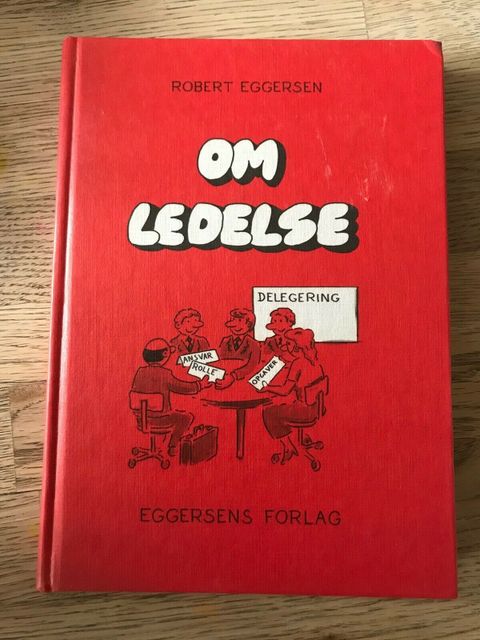 ROBERT EGGERSEN
OM
LEDELSE
DELEGERING
ANSVAR
ROLLE
OPGAVER
EGGERSENS FORLAG